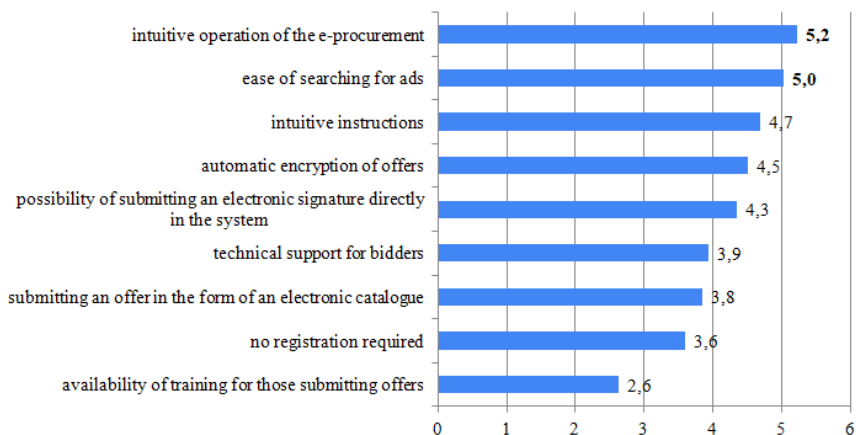 intuitive operation of the e-procurement 5,2
ease of searching for ads 5,0
intuitive instructions 4,7
automatic encryption of offers 4,5
possibility of submitting an electronic signature directly
in the system 4,3
technical support for bidders 3,9
submitting an offer in the form of an electronic catalogue 3,8
no registration required 3,6
availability of training for those submitting offers 2,6
0 1 2 3 4 5 6